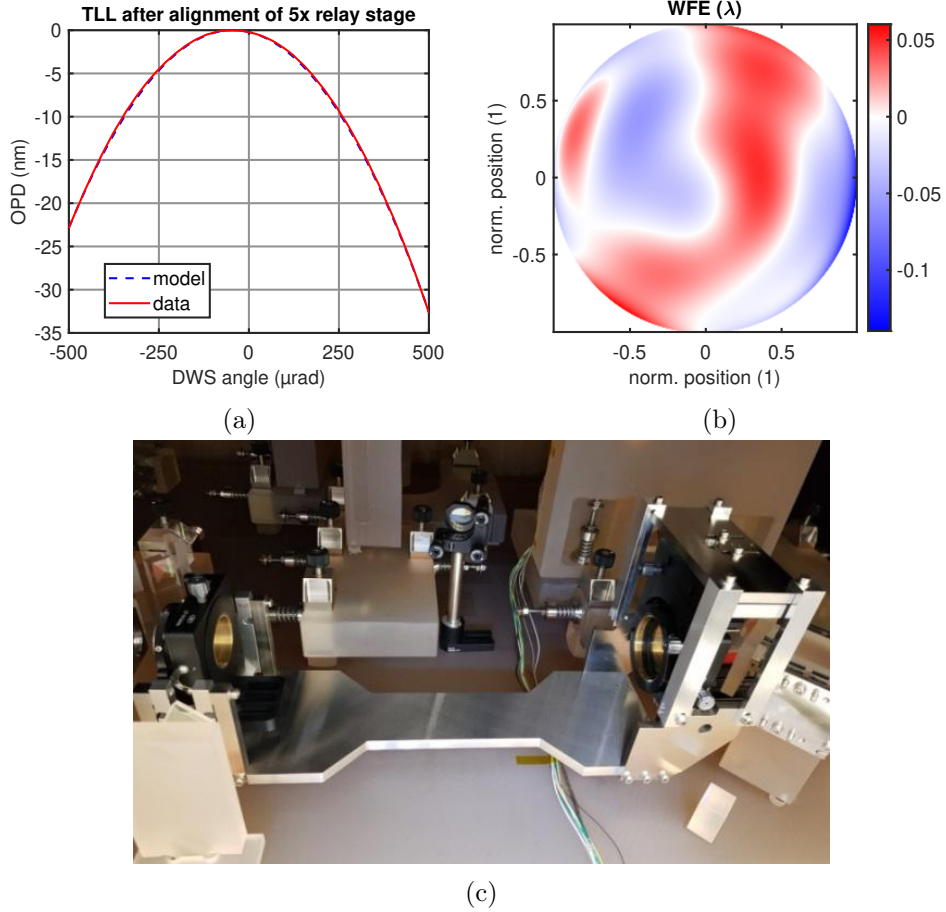 TLL after alignment of 5x relay stage
0
-5
-10
-15
-20
-25
-30
-35
OPD (nm)
model
data
-500
-250
0
250
500
DWS angle (μrad)
(a)
WFE (λ)
0.5
0
-0.5
norm. position (1)
-0.5
0
0.5
norm. position (1)
0.05
0
-0.05
-0.1
(b)
(c)